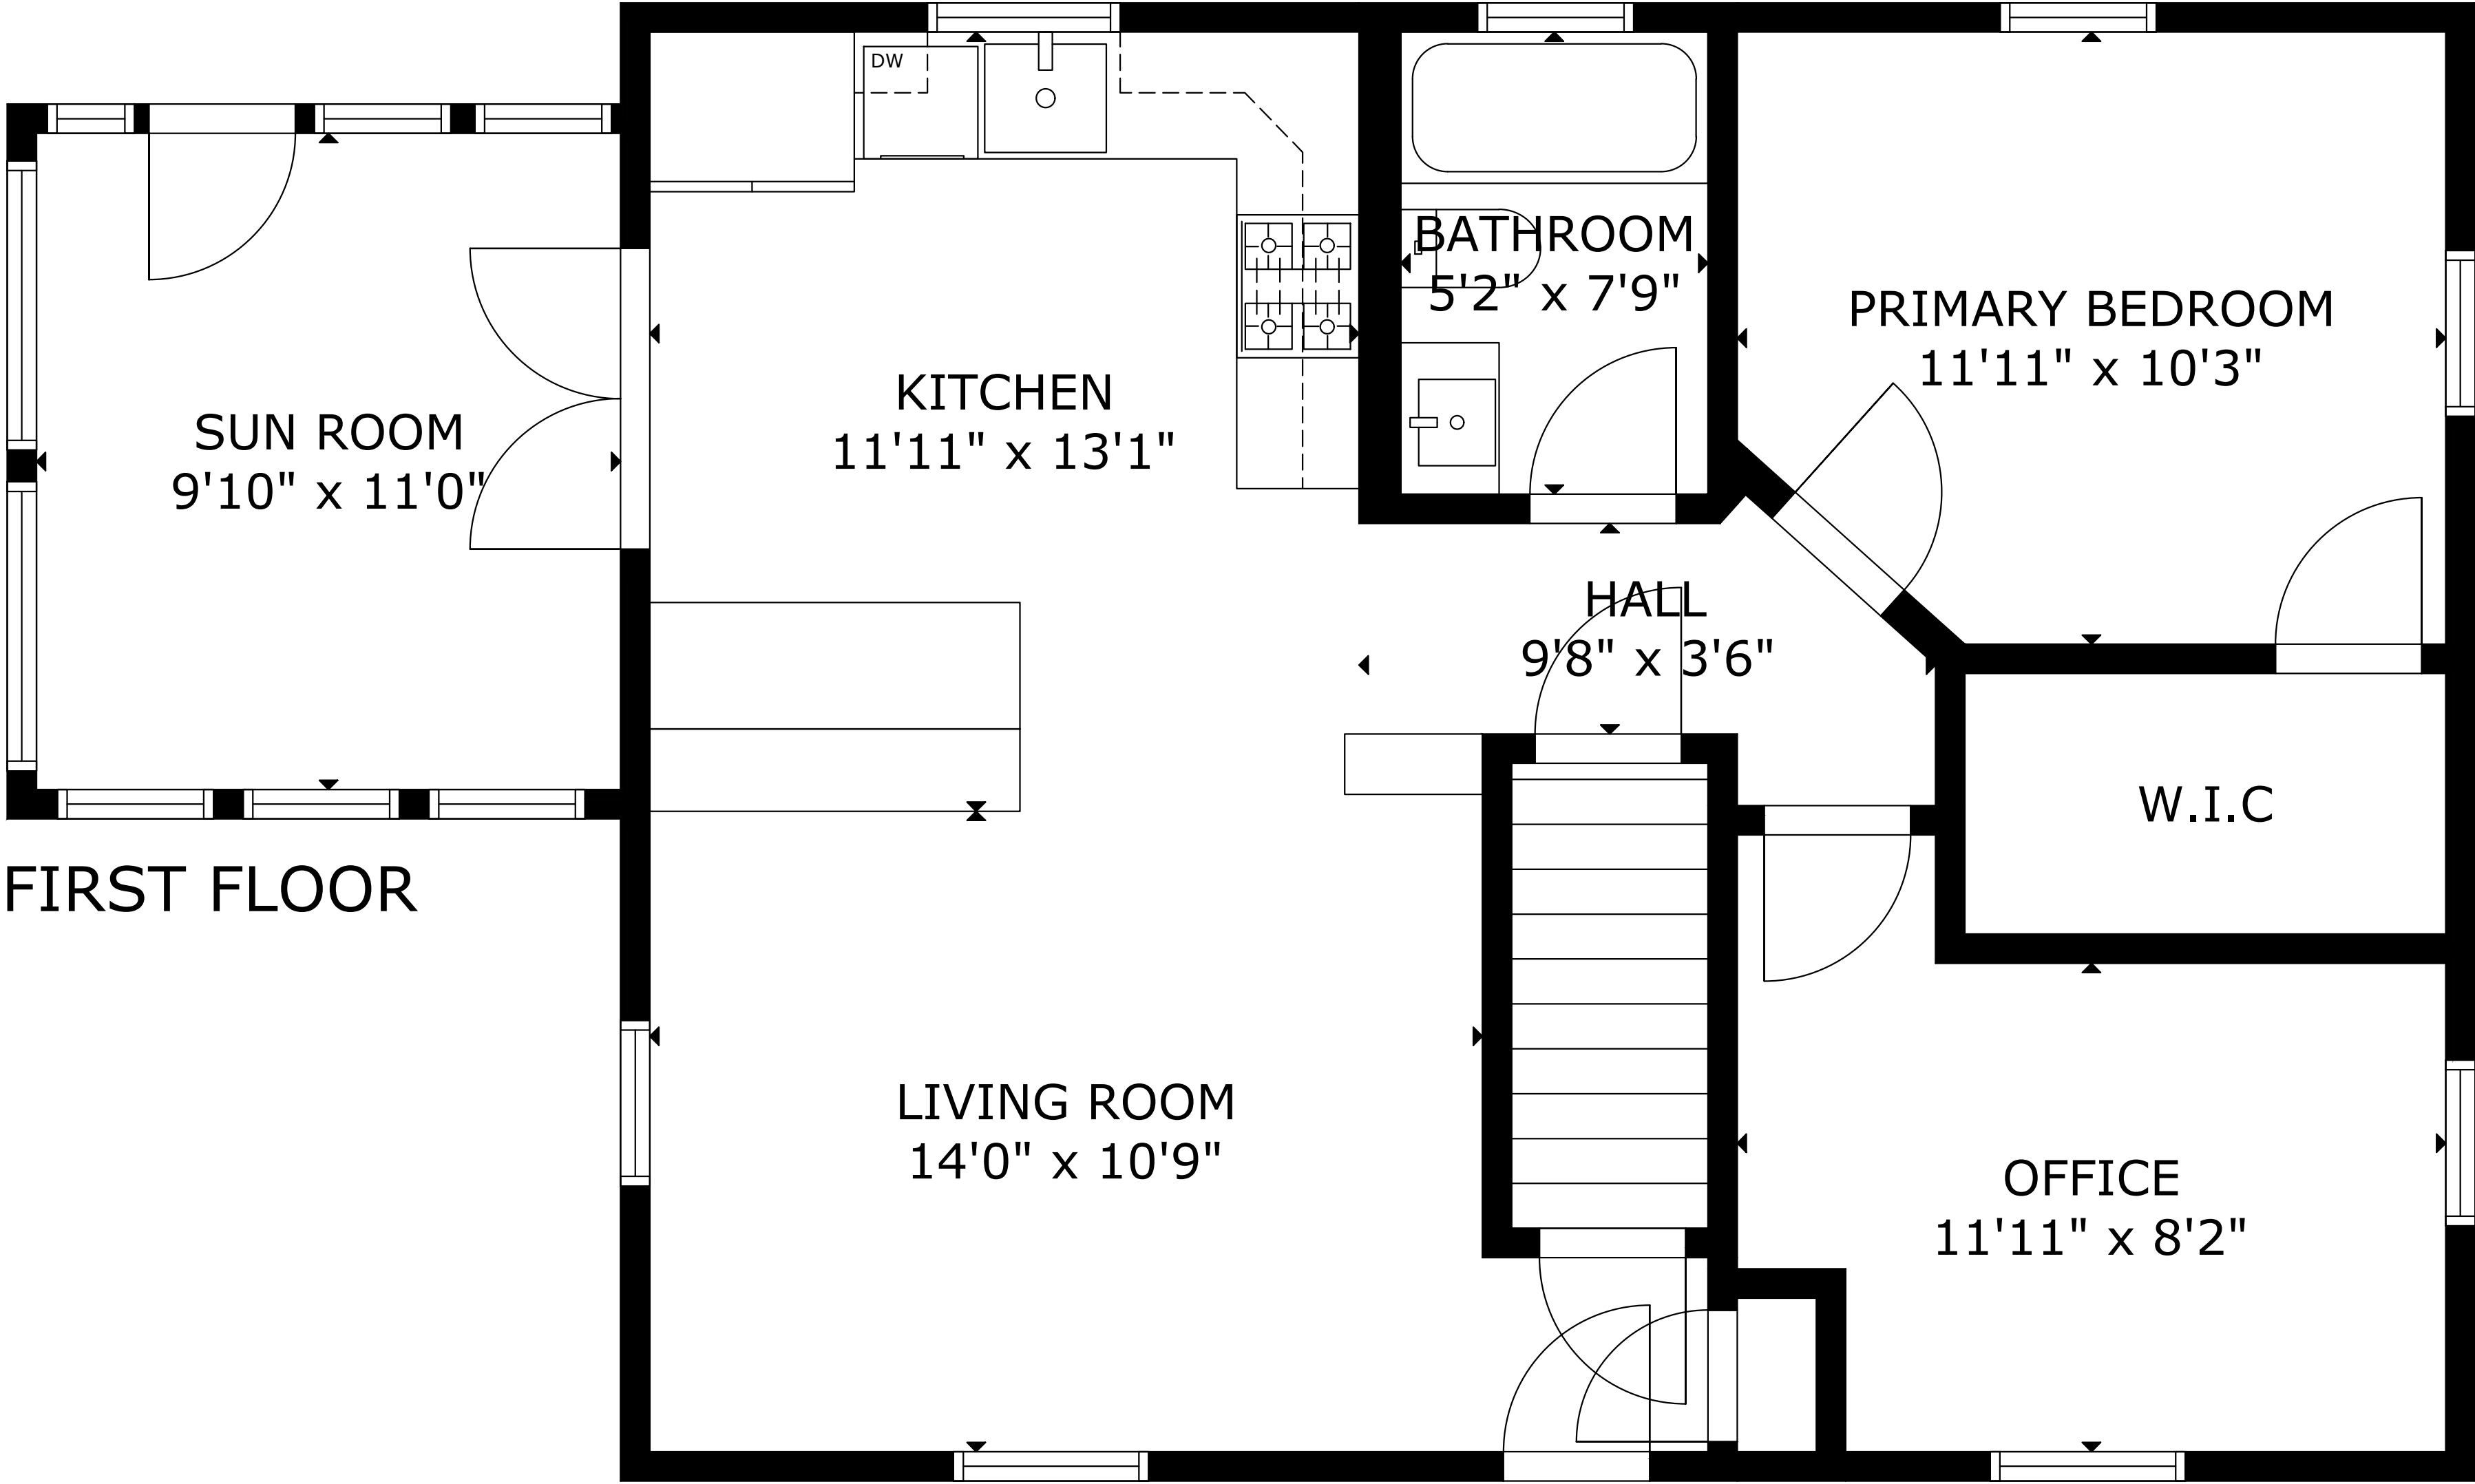 DW
BATHROOM
5'2" x 7'9"
PRIMARY BEDROOM
11'11" x 10'3"
KITCHEN
11'11" x 13'1"
SUN ROOM
9'10" x 11'0"
HALL
9'8" x 3'6"
W.I.C
FIRST FLOOR
LIVING ROOM
14'0" x 10'9"
OFFICE
11'11" x 8'2"